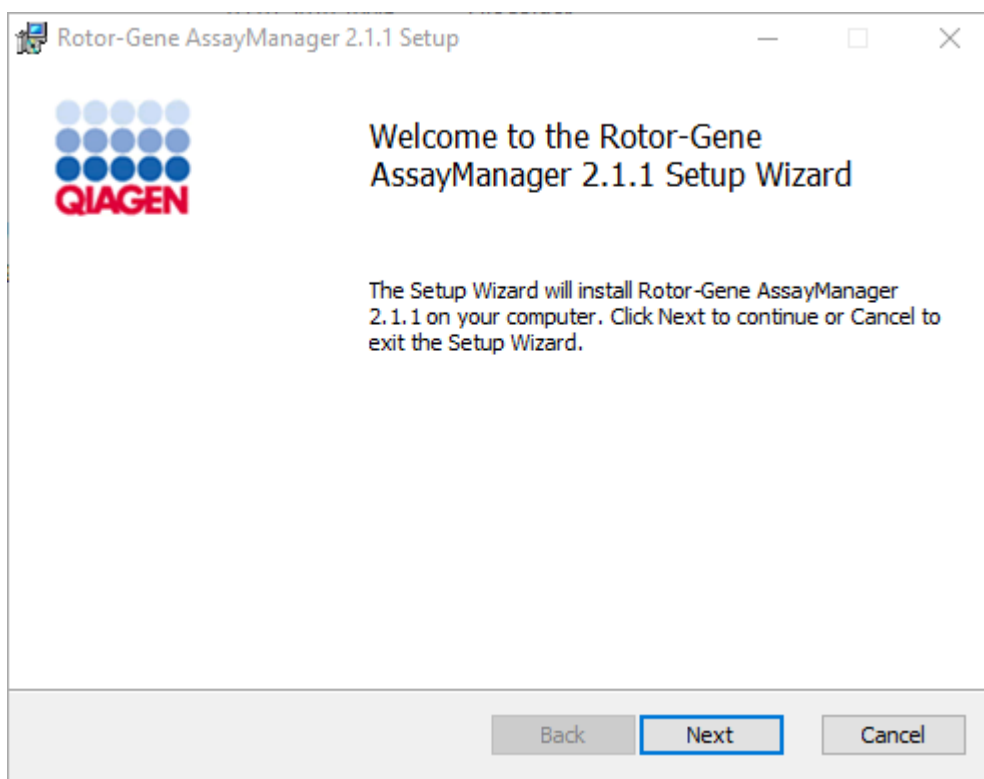 Rotor-Gene AssayManager 2.1.1 Setup
QIAGEN
Welcome to the Rotor-Gene
AssayManager 2.1.1 Setup Wizard
The Setup Wizard will install Rotor-Gene AssayManager
2.1.1 on your computer. Click Next to continue or Cancel to
exit the Setup Wizard.
Back
Next
Cancel